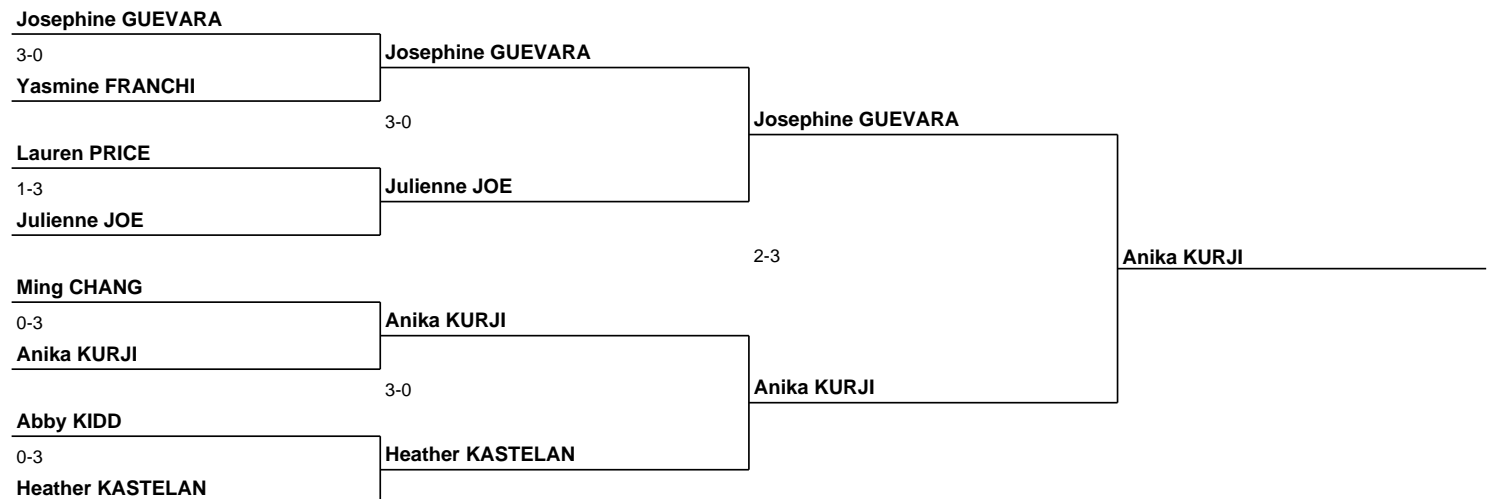 Josephine GUEVARA
3-0
Josephine GUEVARA
Yasmine FRANCHI
3-0
Josephine GUEVARA
Lauren PRICE
1-3
Julienne JOE
Julienne JOE
2-3
Anika KURJI
Ming CHANG
0-3
Anika KURJI
Anika KURJI
3-0
Anika KURJI
Abby KIDD
0-3
Heather KASTELAN
Heather KASTELAN